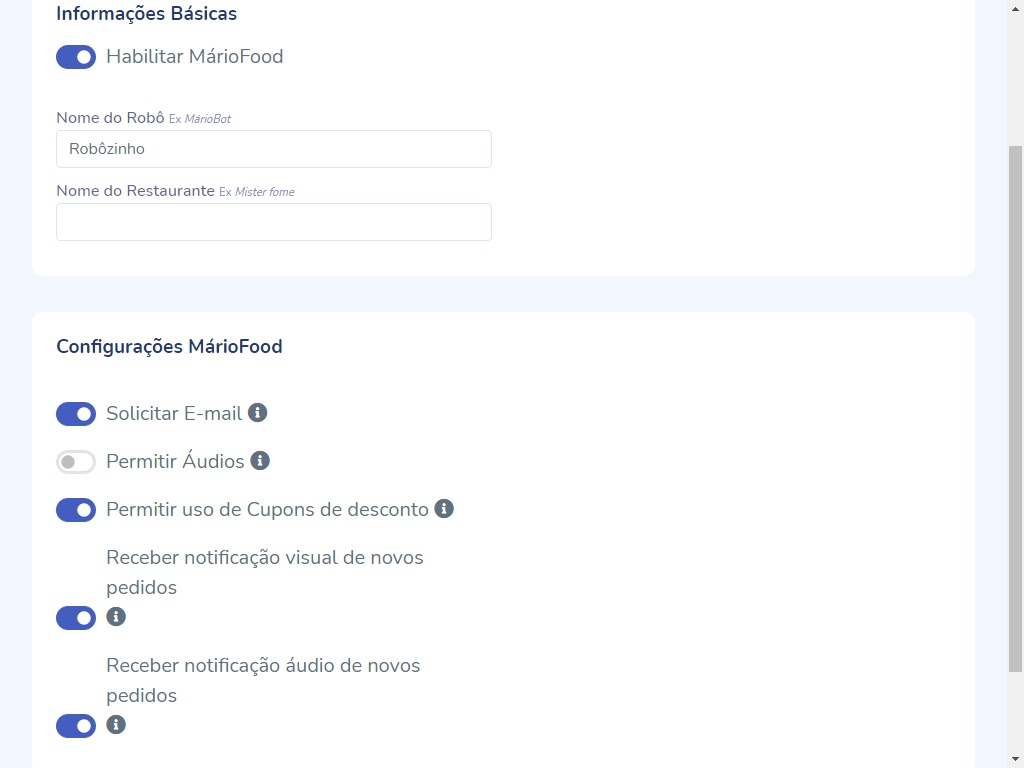 Informações Básicas
Habilitar MárioFood
Nome do Robô Ex MárioBot
Robôzinho
Nome do Restaurante Ex Mister fome
Configurações MárioFood
Solicitar E-mail
Permitir Áudios
Permitir uso de Cupons de desconto
Receber notificação visual de novos
pedidos
Receber notificação áudio de novos
pedidos